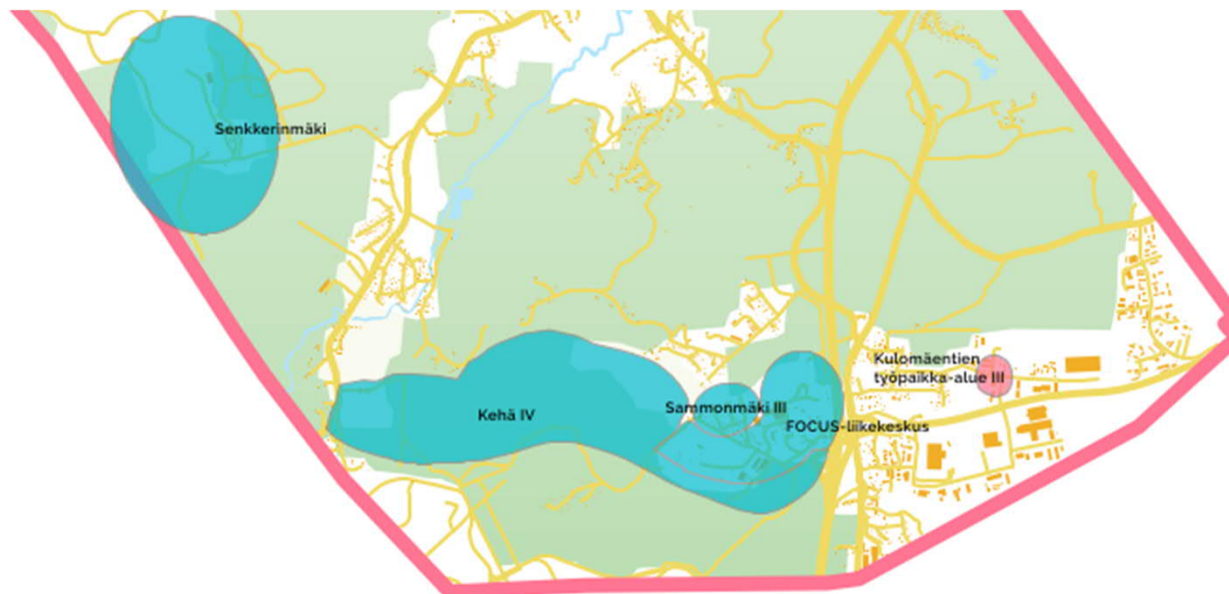 Senkkerinmäki
Kulomäentien
työpaikka-alue III
Kehä IV
Sammonmäki III
FOCUS-liikekeskus